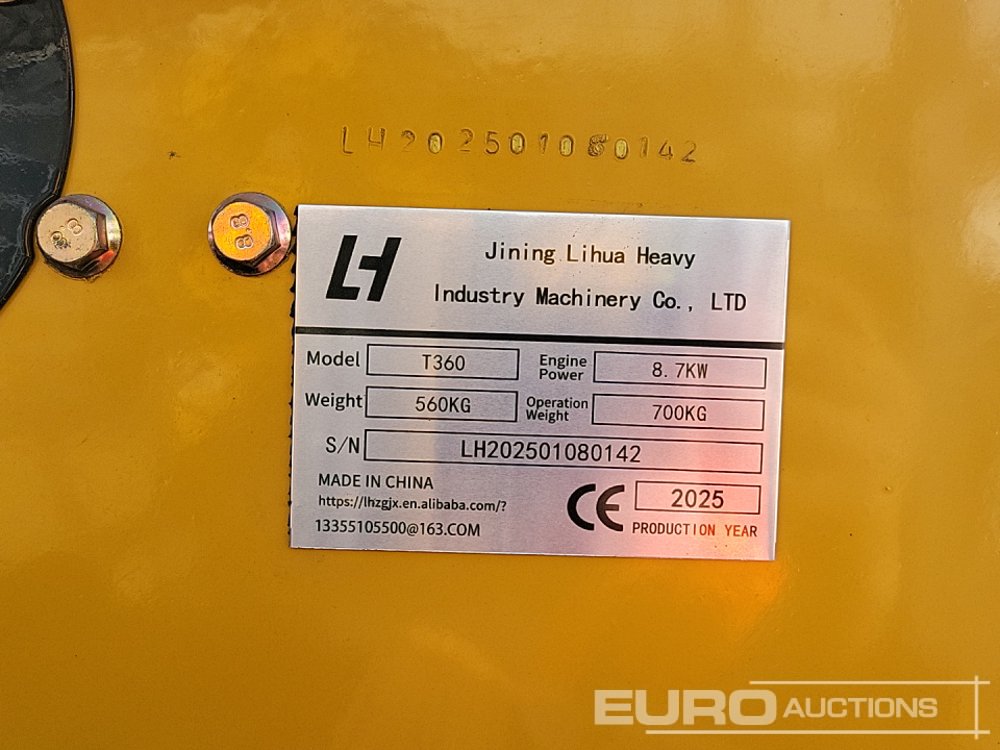 LH202501080142
8.8
8.8
LH
Jining Lihua Heavy
Industry Machinery Co., LTD
Model T360 Engine Power 8.7KW
Weight 560KG Operation Weight 700KG
S/N LH202501080142
MADE IN CHINA
https://lhzgjx.en.alibaba.com/?
13355105500@163.COM
CE 2025
PRODUCTION YEAR
EURO AUCTIONS